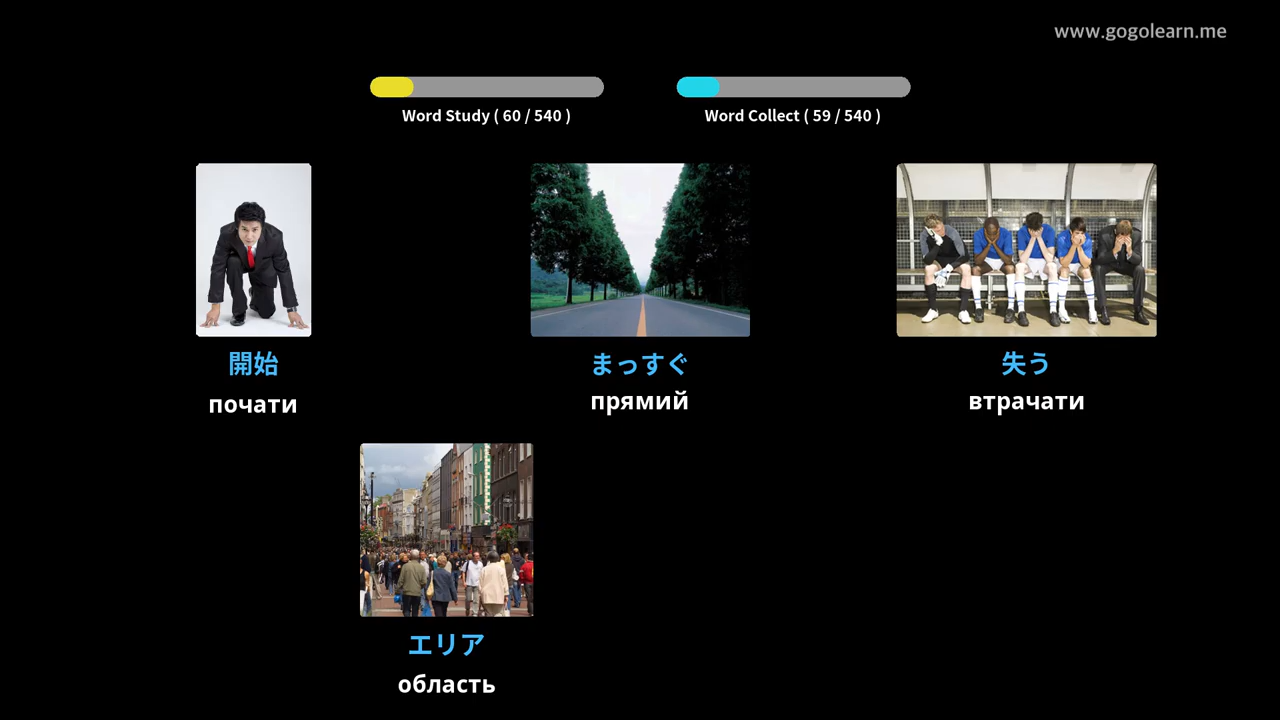 www.gogolearn.me
Word Study ( 60 / 540 )
Word Collect ( 59 / 540 )
開始
почати
まっすぐ
прямий
失う
втрачати
エリア
область